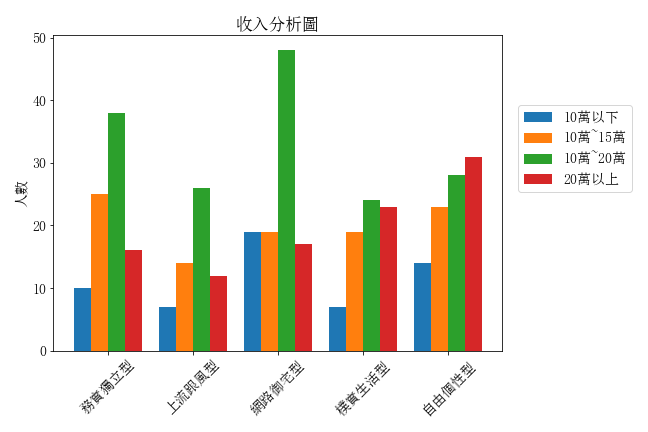 收入分析圖
人數
50
40
30
20
10
0
務實獨立型
上流跟風型
網路御宅型
樸實生活型
自由個性型
10萬以下
10萬~15萬
10萬~20萬
20萬以上